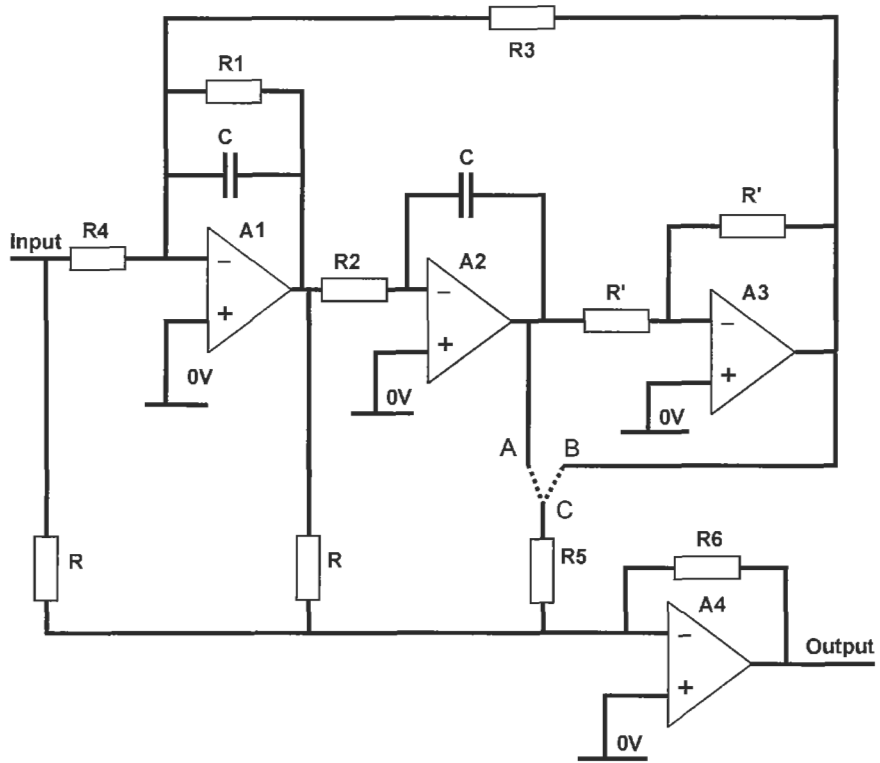 R3
R1
C
C
R'
Input
R4
A1
R2
A2
R'
A3
−
+
−
+
−
+
0V
0V
0V
A
B
C
R
R
R5
R6
A4
−
+
Output
0V